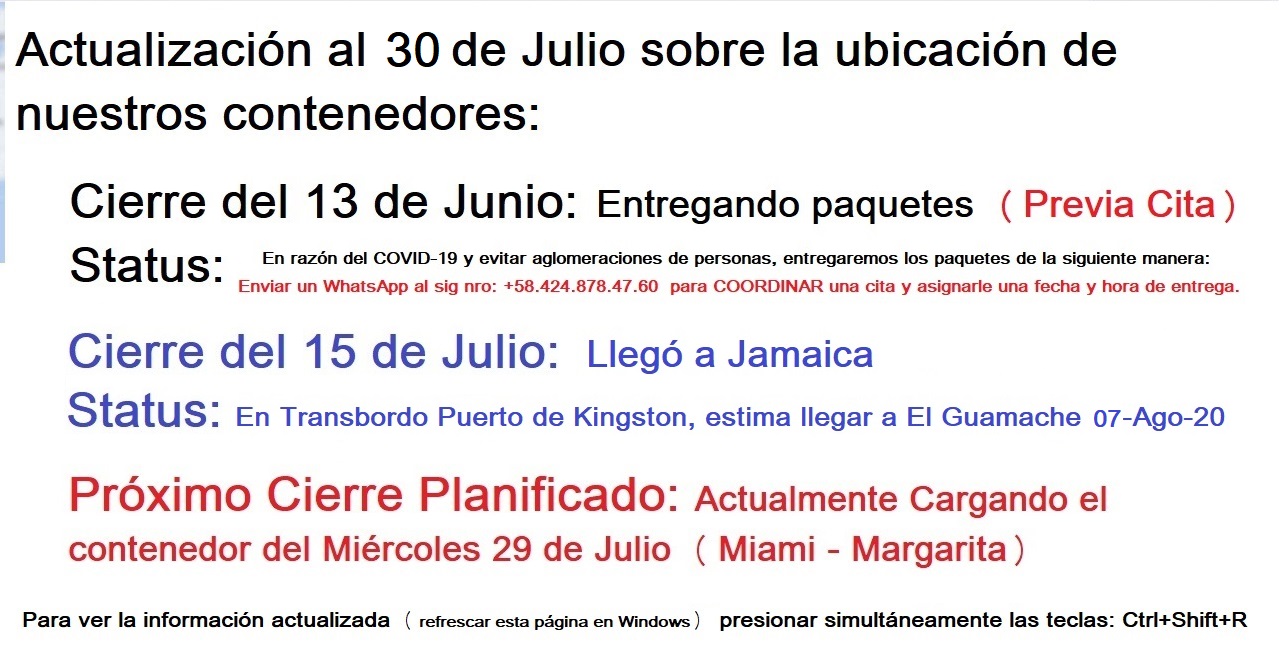 Actualización al 30 de Julio sobre la ubicación de
nuestros contenedores:
Cierre del 13 de Junio: Entregando paquetes ( Previa Cita )
Status: En razón del COVID-19 y evitar aglomeraciones de personas, entregaremos los paquetes de la siguiente manera:
Enviar un WhatsApp al sig nro: +58.424.878.47.60 para COORDINAR una cita y asignarle una fecha y hora de entrega.
Cierre del 15 de Julio: Llegó a Jamaica
Status: En Transbordo Puerto de Kingston, estima llegar a El Guamache 07-Ago-20
Próximo Cierre Planificado: Actualmente Cargando el
contenedor del Miércoles 29 de Julio ( Miami - Margarita )
Para ver la información actualizada ( refrescar esta página en Windows ) presionar simultáneamente las teclas: Ctrl+Shift+R